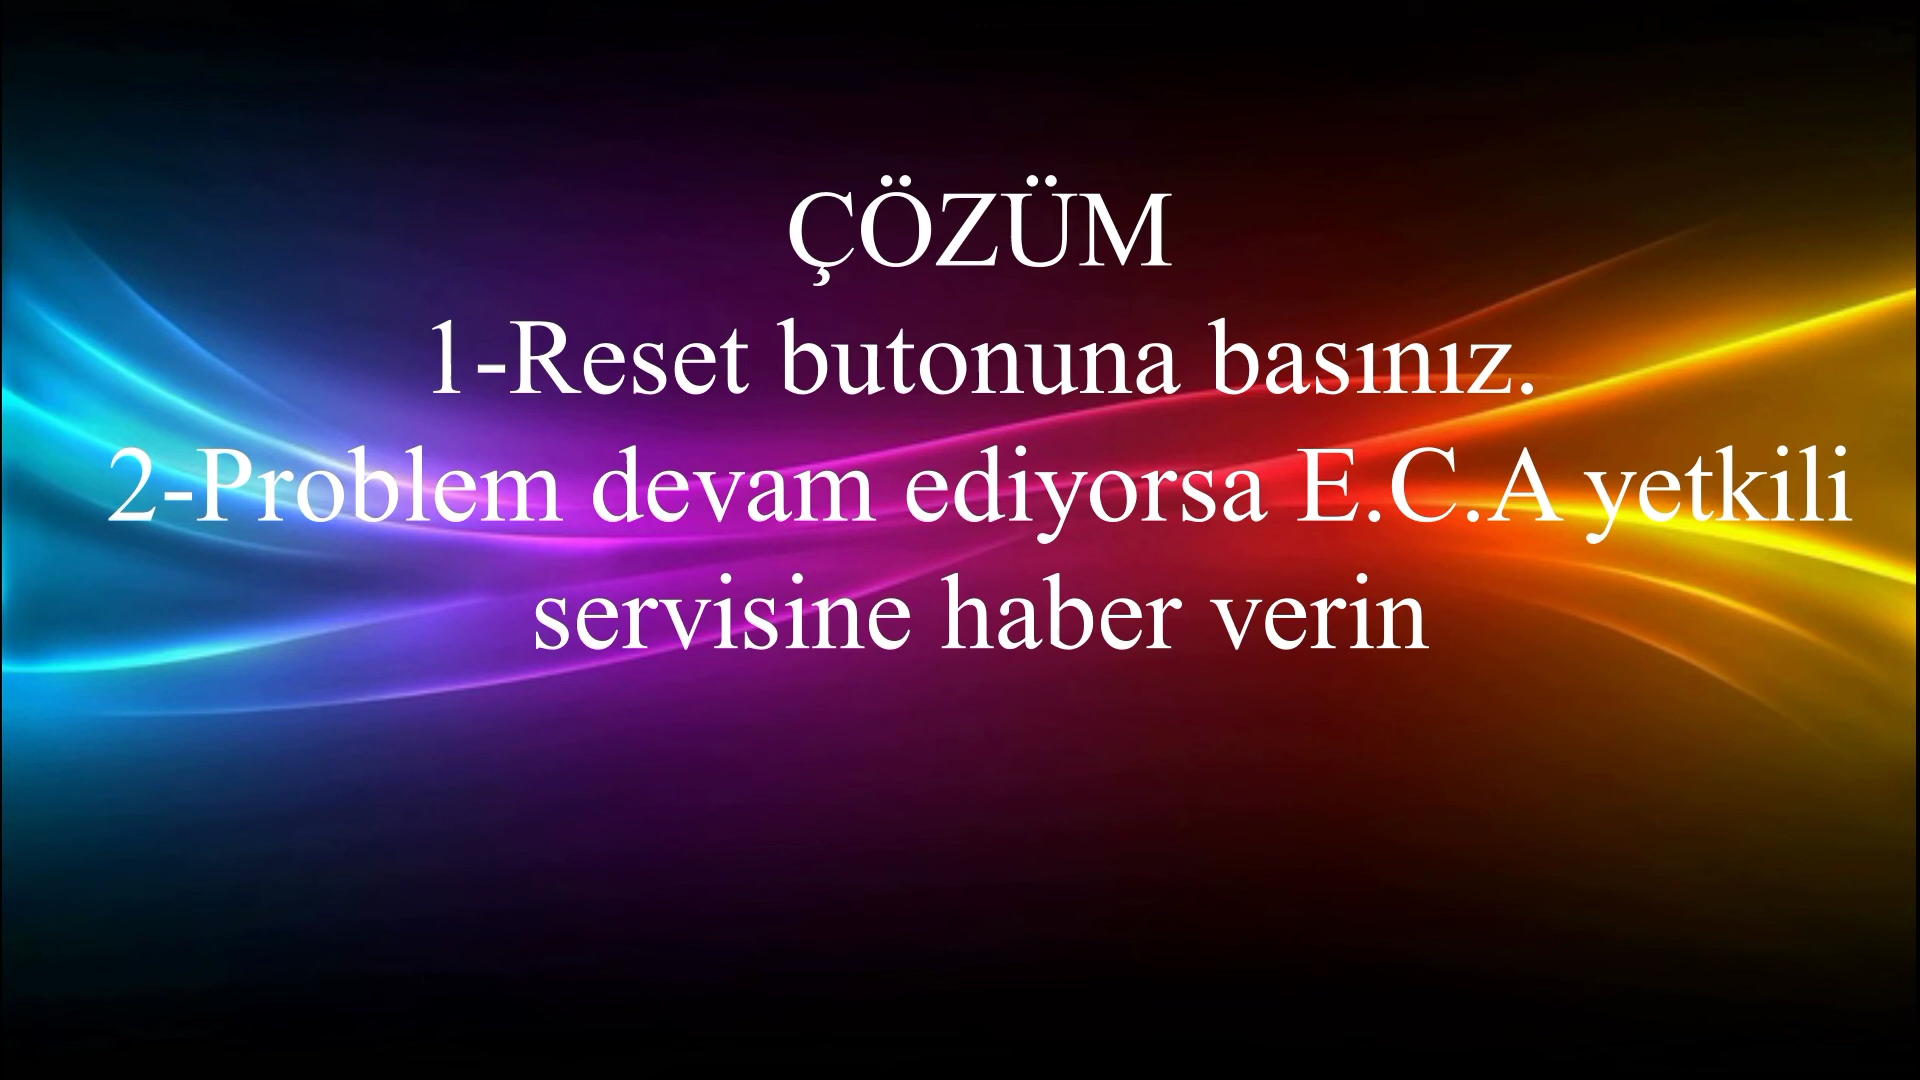 ÇÖZÜM
1-Reset butonuna basınız.
2-Problem devam ediyorsa E.C.A yetkili
servisine haber verin